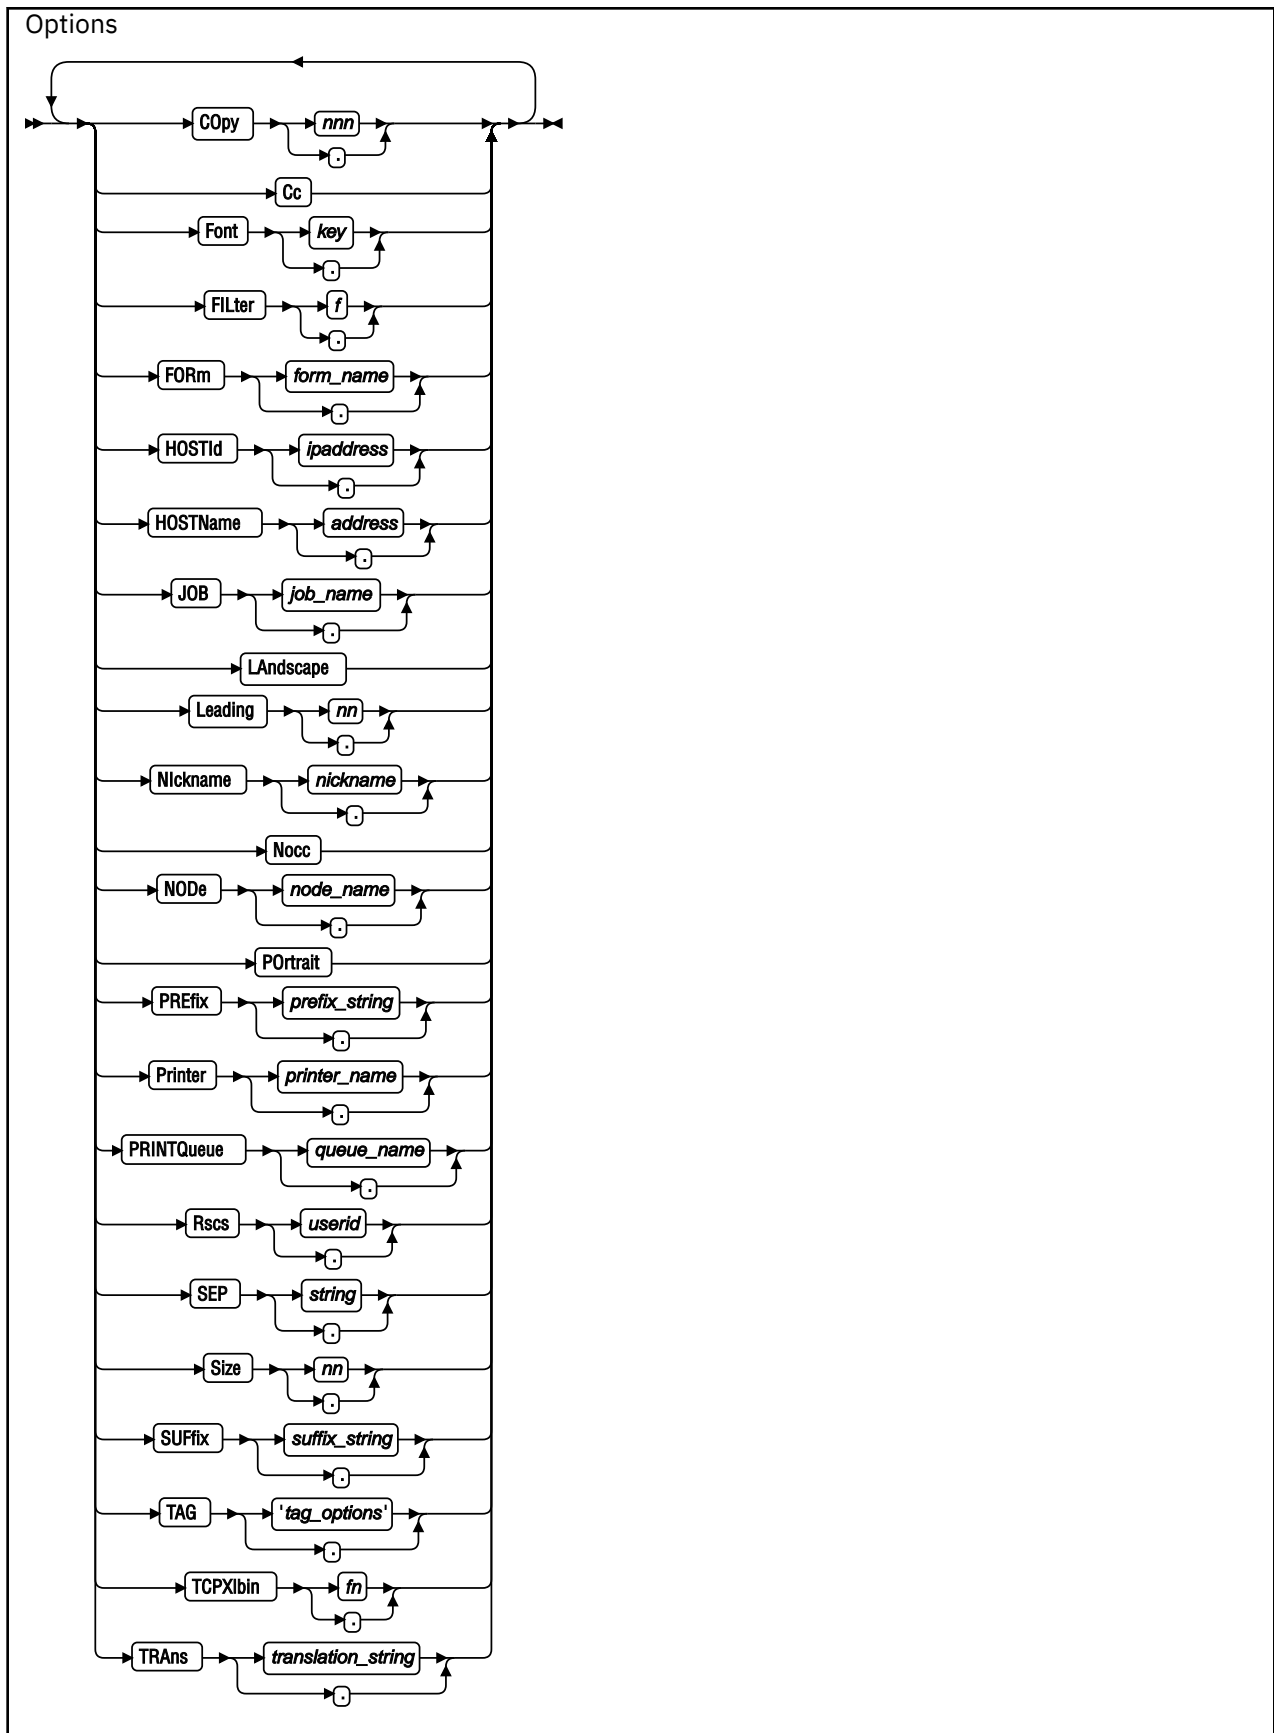 Options
COpy nnn
.
Cc
Font key
.
FILter f
.
FORm form_name
.
HOSTId ipaddress
.
HOSTName address
.
JOB job_name
.
LAndscape
Leading nn
.
NIckname nickname
.
Nocc
NODe node_name
.
POrtrait
PREfix prefix_string
.
Printer printer_name
.
PRINTQueue queue_name
.
Rscs userid
.
SEP string
.
Size nn
.
SUFfix suffix_string
.
TAG 'tag_options'
.
TCPXlbin fn
.
TRAns translation_string
.